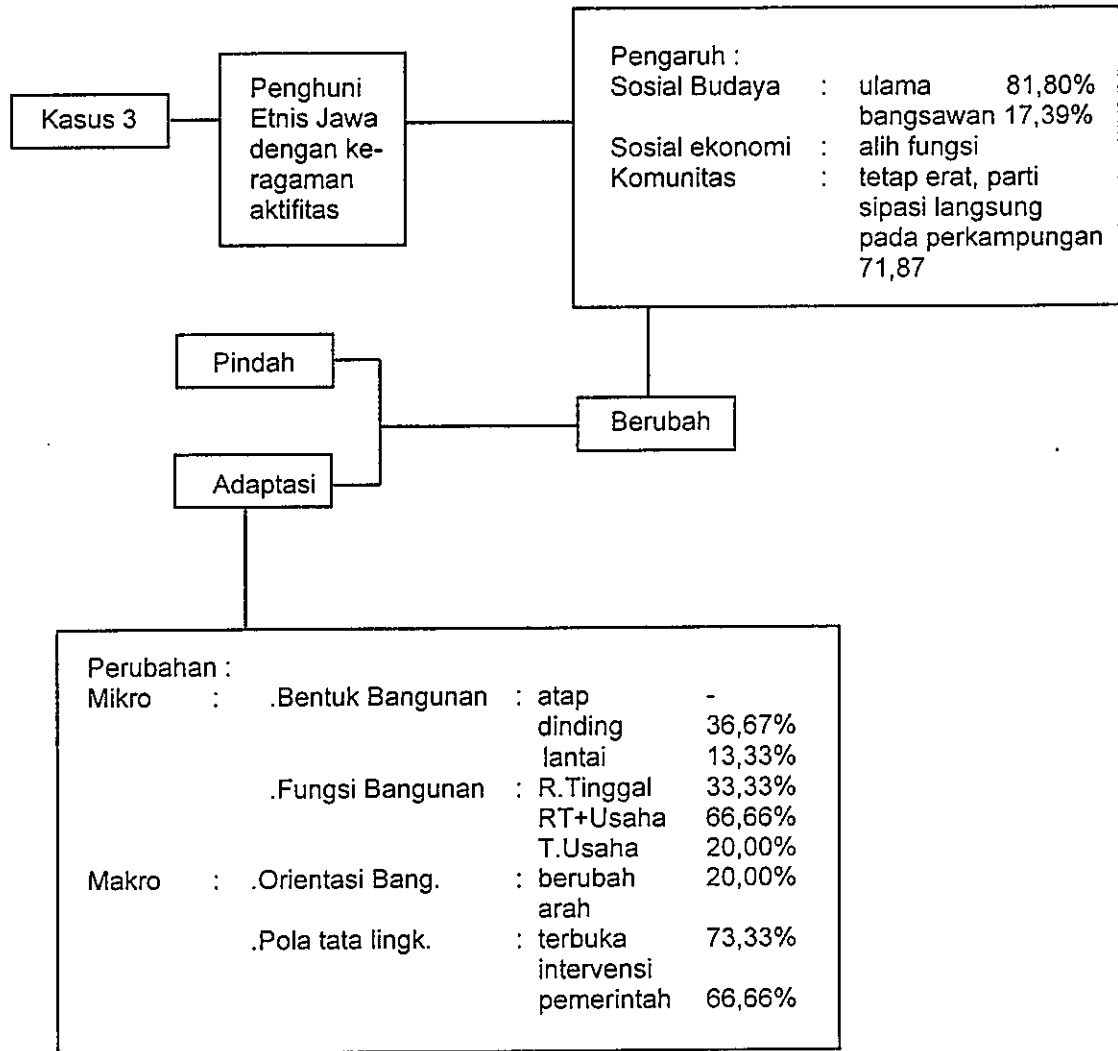 Kasus 3
Penghuni
Etnis Jawa
dengan ke-
ragaman
aktifitas
Pengaruh :
Sosial Budaya : ulama 81,80%
bangsawan 17,39%
Sosial ekonomi : alih fungsi
Komunitas : tetap erat, parti
sipasi langsung
pada perkampungan
71,87
Pindah
Berubah
Adaptasi
Perubahan :
Mikro : .Bentuk Bangunan : atap -
dinding 36,67%
lantai 13,33%
.Fungsi Bangunan : R.Tinggal 33,33%
RT+Usaha 66,66%
T.Usaha 20,00%
Makro : .Orientasi Bang. : berubah 20,00%
arah
.Pola tata lingk. : terbuka 73,33%
intervensi
pemerintah 66,66%